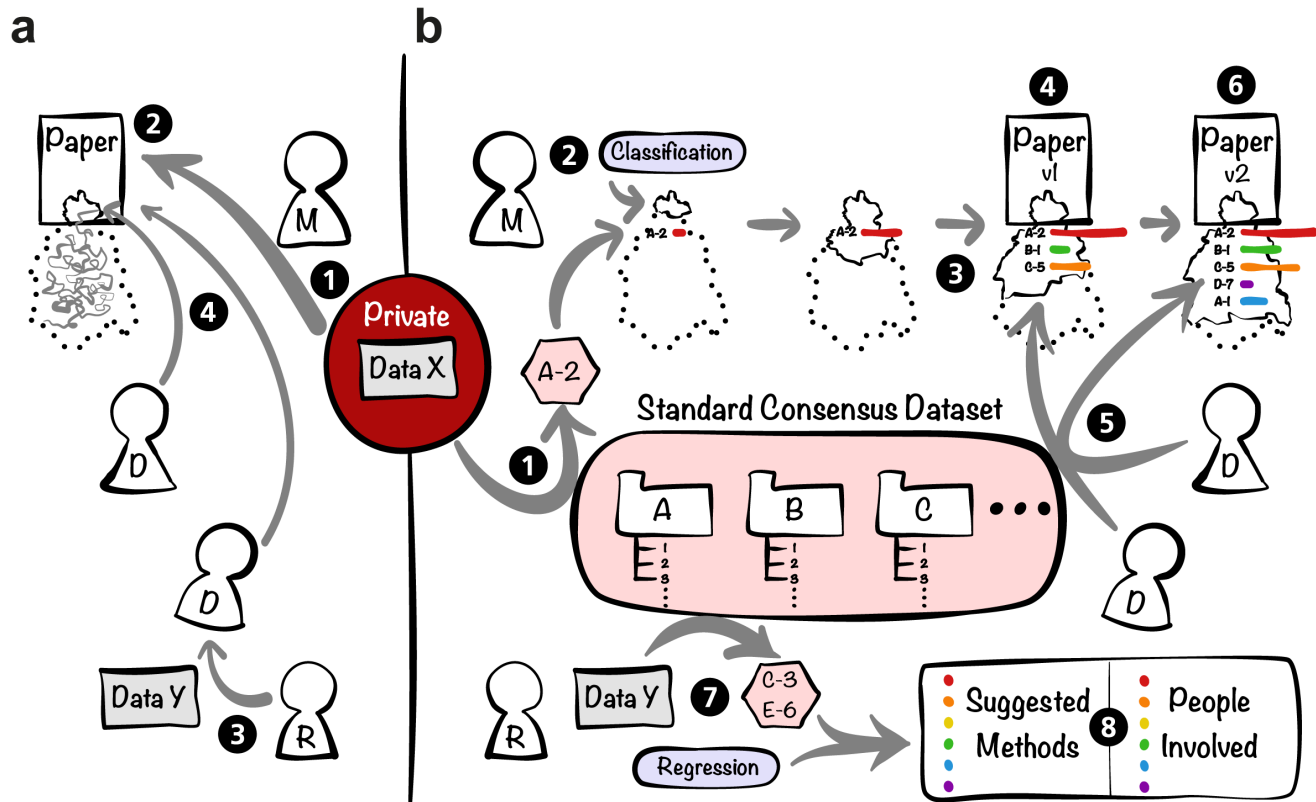 a
b
Paper
2
M
1
4
D
D
Data Y
3
R
Private
Data X
M
2
Classification
A-2
A-2
3
4
Paper
v1
A-2
B-1
C-5
6
Paper
v2
A-2
B-1
C-5
D-7
A-1
1
A-2
Standard Consensus Dataset
A
B
C
1
2
3
1
2
3
1
2
3
5
D
D
R
Data Y
7
C-3
E-6
Regression
Suggested
Methods
8
People
Involved